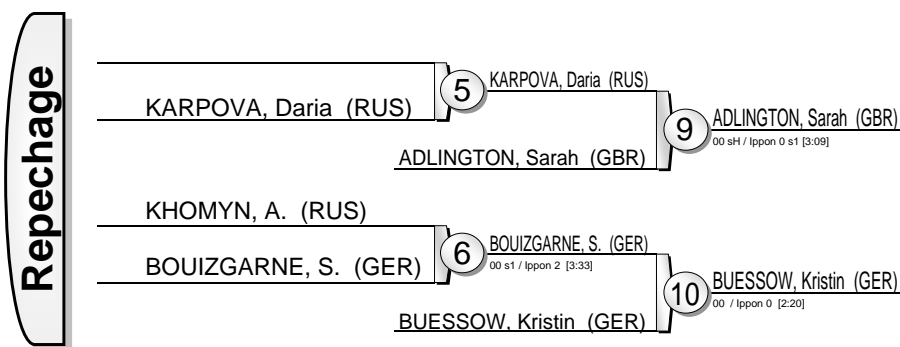 Repechage
KARPOVA, Daria (RUS)
5
KARPOVA, Daria (RUS)
ADLINGTON, Sarah (GBR)
9
ADLINGTON, Sarah (GBR)
00 sH / Ippon 0 s1 [3:09]
KHOMYN, A. (RUS)
BOUIZGARNE, S. (GER)
6
BOUIZGARNE, S. (GER)
00 s1 / Ippon 2 [3:33]
BUESSOW, Kristin (GER)
10
BUESSOW, Kristin (GER)
00 / Ippon 0 [2:20]